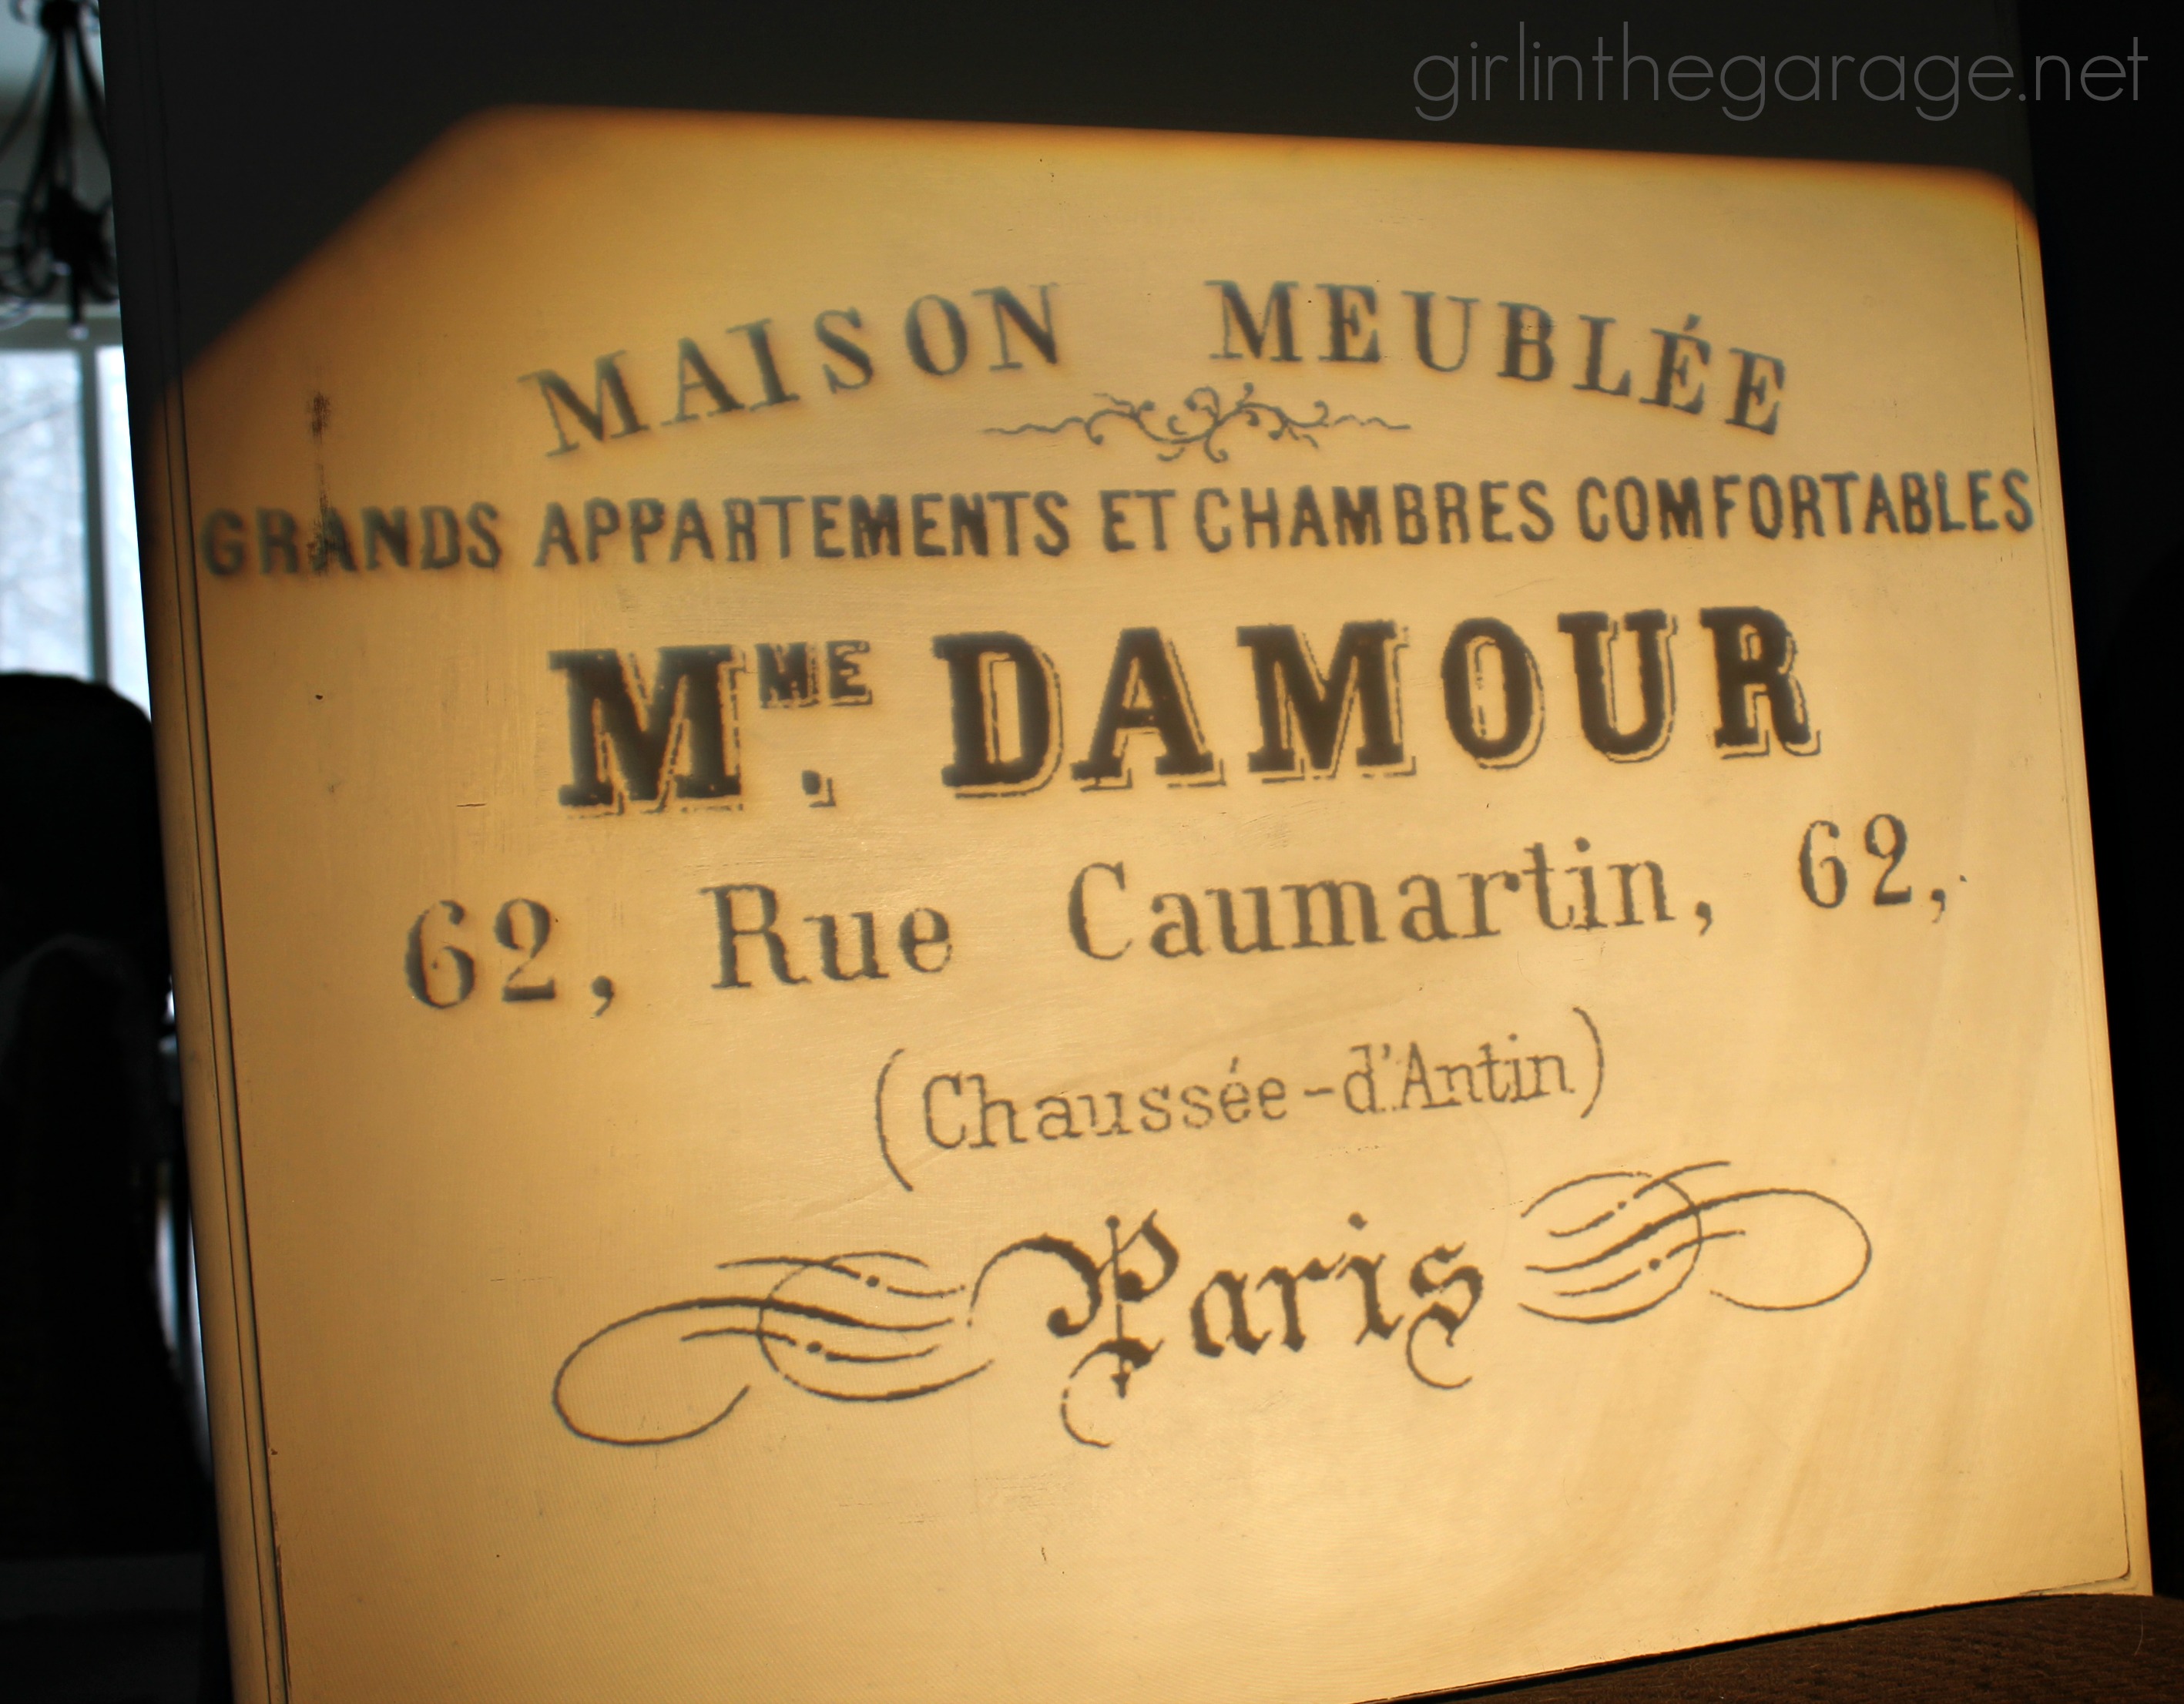 girlinthegarage.net
MAISON MEUBLÉE
GRANDS APPARTEMENTS ET CHAMBRES COMFORTABLES
MME. DAMOUR
62, Rue Caumartin, 62,
(Chaussée-d'Antin)
Paris